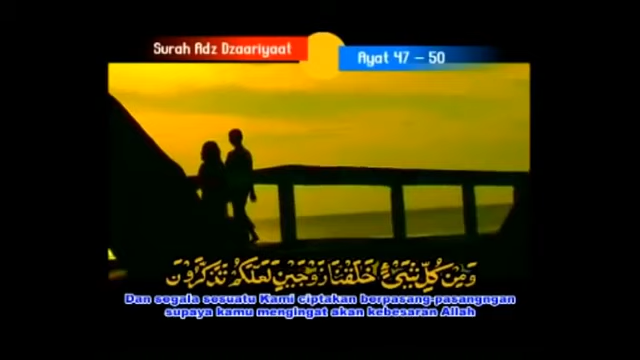 Surah Adz Dzaariyaat
Ayat 47 - 50
وَمِن كُلِّ شَيْءٍ خَلَقْنَا زَوْجَيْنِ لَعَلَّكُمْ تَذَكَّرُونَ
Dan segala sesuatu Kami ciptakan berpasang-pasangngan
supaya kamu mengingat akan kebesaran Allah